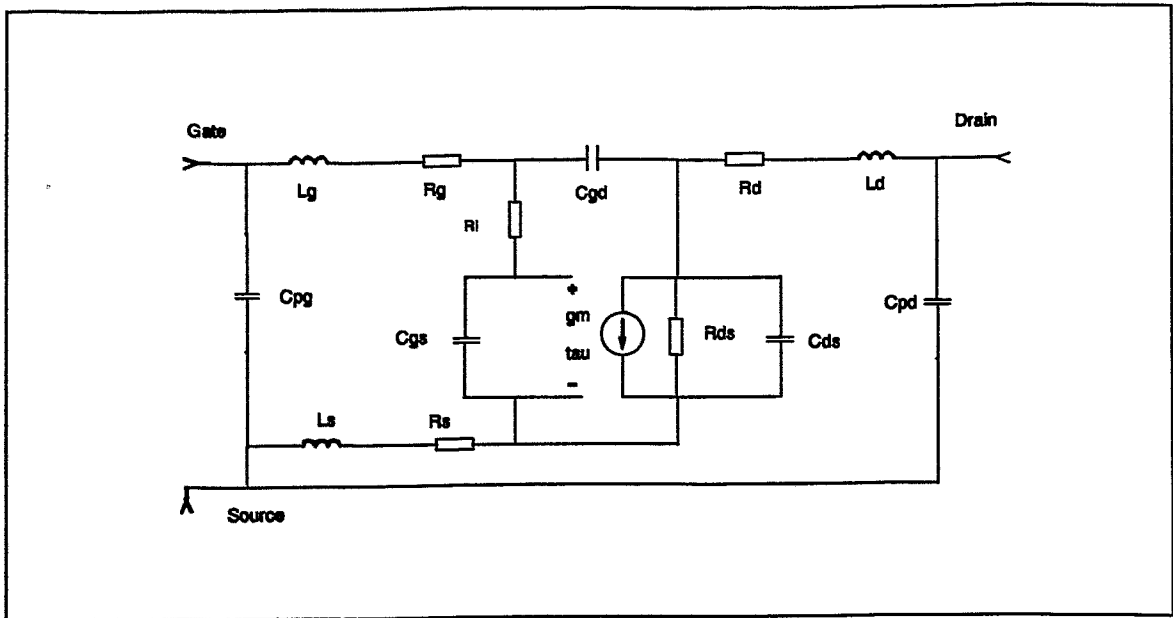 Gate
Drain
Lg
Rg
Cgd
Rd
Ld
Ri
Cpg
Cgs
+
gm
tau
-
Rds
Cds
Cpd
Ls
Rs
Source